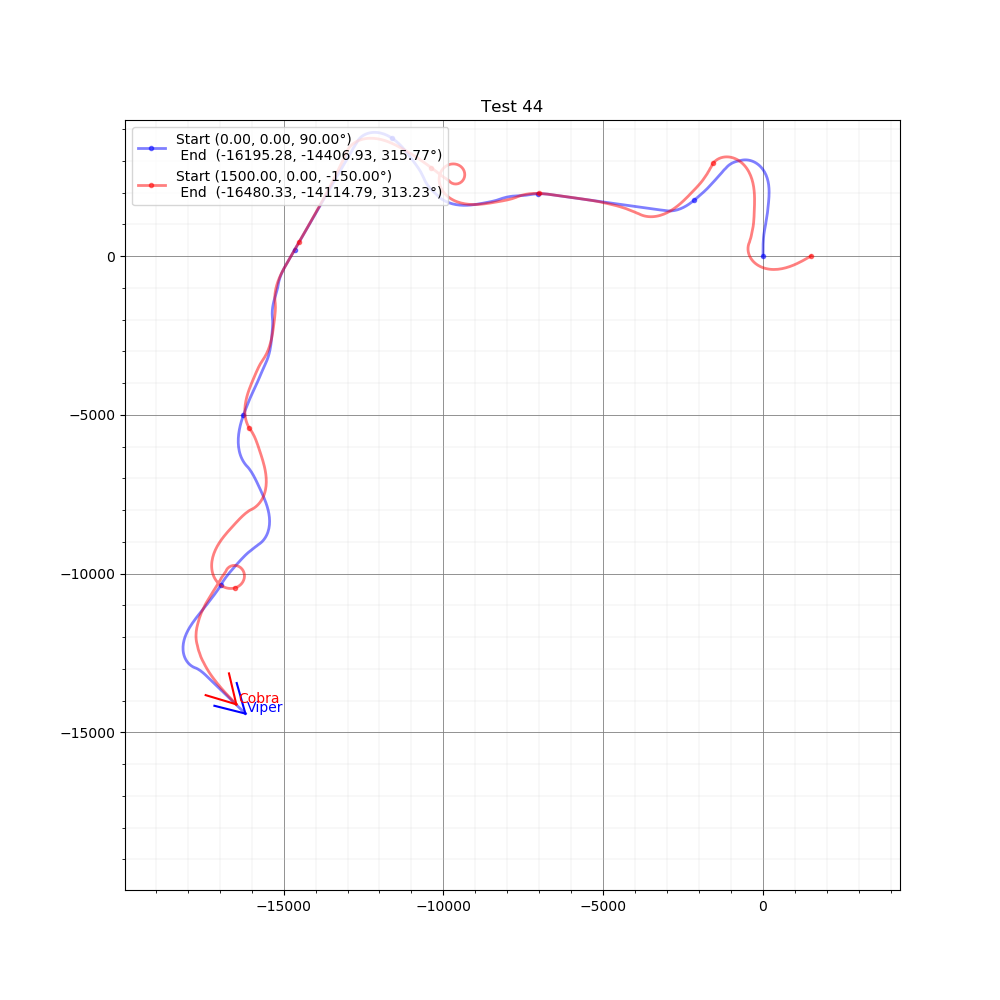 Test 44
Start (0.00, 0.00, 90.00°)
End  (-16195.28, -14406.93, 315.77°)
Start (1500.00, 0.00, -150.00°)
End  (-16480.33, -14114.79, 313.23°)
0
−5000
−10000
−15000
Cobra
Viper
−15000
−10000
−5000
0